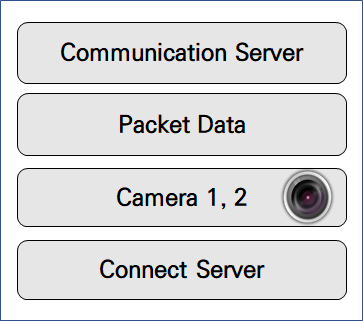 Communication Server
Packet Data
Camera 1, 2
Connect Server